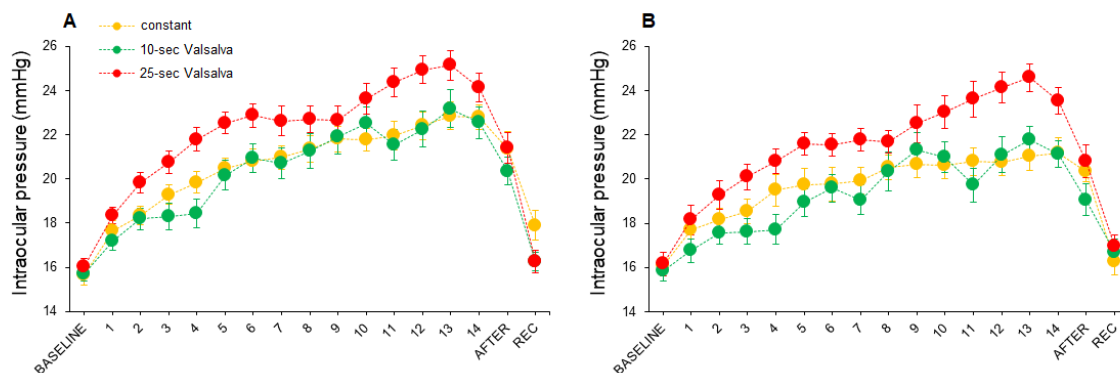 A
constant
10-sec Valsalva
25-sec Valsalva
Intraocular pressure (mmHg)
26
24
22
20
18
16
14
BASELINE 1 2 3 4 5 6 7 8 9 10 11 12 13 14 AFTER REC
B
Intraocular pressure (mmHg)
26
24
22
20
18
16
14
BASELINE 1 2 3 4 5 6 7 8 9 10 11 12 13 14 AFTER REC